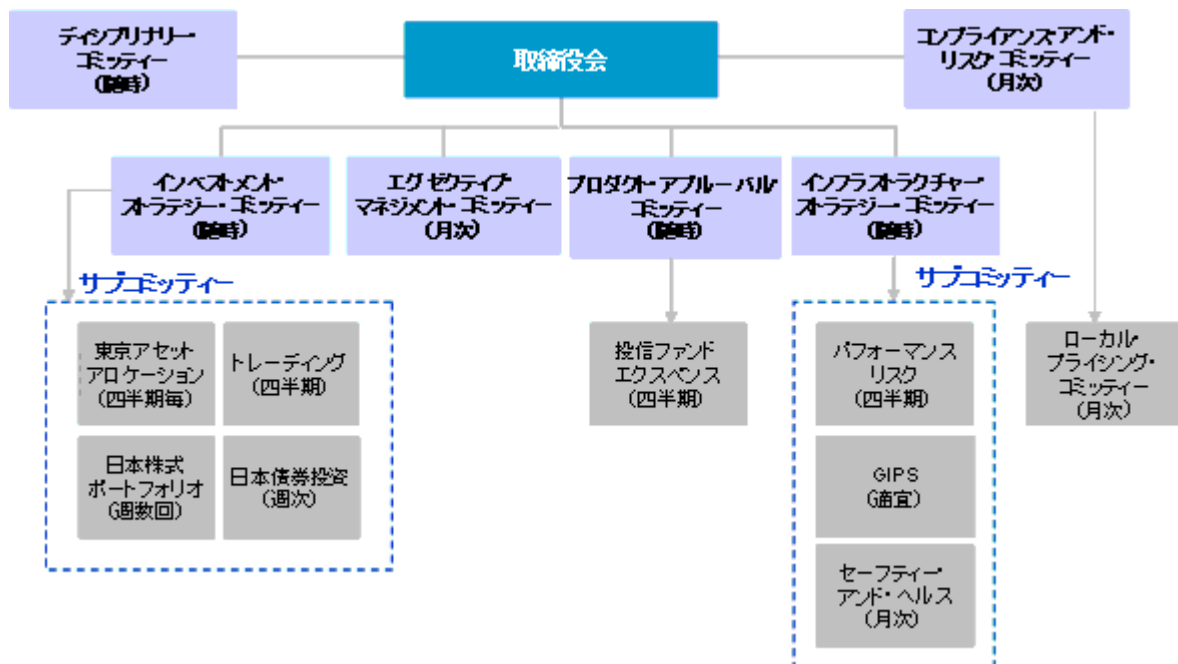 ディシプリナリー・
コミッティー
(臨時)
取締役会
コンプライアンス・アンド・
リスク・コミッティー
(月次)
インベストメント・
ストラテジー・コミッティー
(臨時)
エグゼクティブ・
マネジメント・コミッティー
(月次)
プロダクト・アプルーバル・
コミッティー
(臨時)
インフラストラクチャー・
ストラテジー・コミッティー
(臨時)
サブコミッティー
サブコミッティー
東京アセット
アロケーション
(四半期毎)
トレーディング
(四半期)
日本株式
ポートフォリオ
(週数回)
日本債券投資
(週次)
投信ファンド
エクスペンス
(四半期)
パフォーマンス
リスク
(四半期)
GIPS
(適宜)
セーフティー・
アンド・ヘルス
(月次)
ローカル・
プライシング・
コミッティー
(月次)